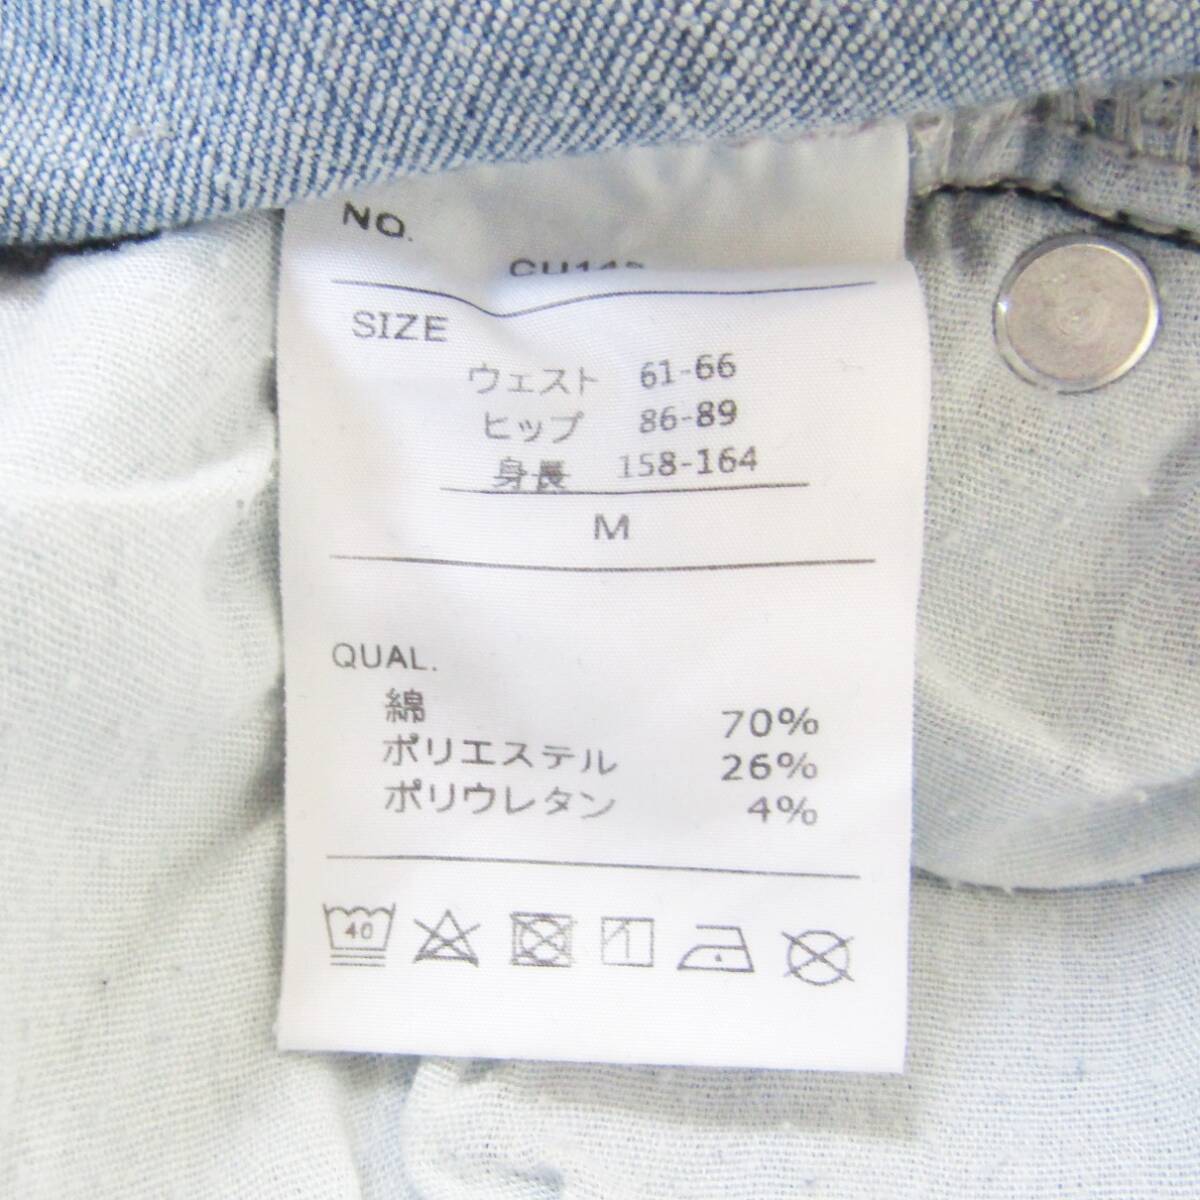 NO.
SIZE
ウェスト 61-66
ヒップ 86-89
身長 158-164
M
QUAL.
綿 70%
ポリエステル 26%
ポリウレタン 4%
40